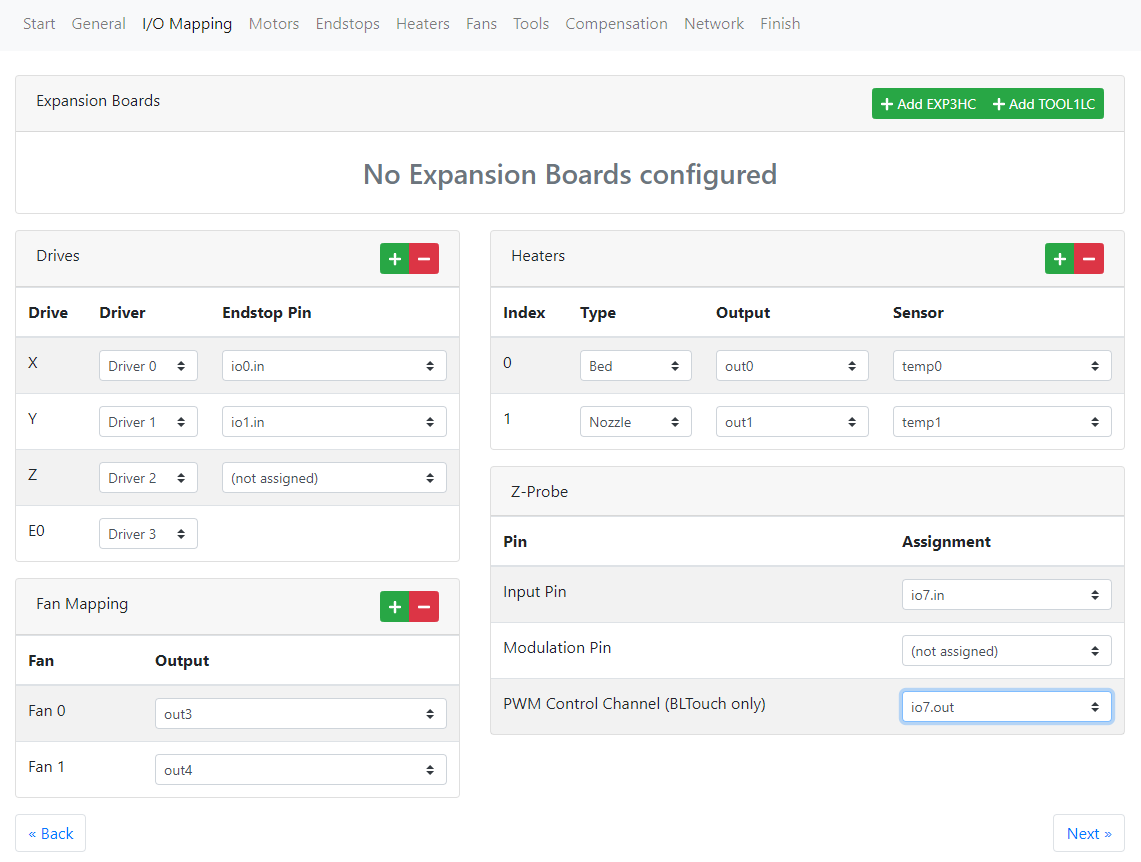 Start General I/O Mapping Motors Endstops Heaters Fans Tools Compensation Network Finish
Expansion Boards
+ Add EXP3HC + Add TOOL1LC
No Expansion Boards configured
Drives
+ −
Drive Driver Endstop Pin
X Driver 0 io0.in
Y Driver 1 io1.in
Z Driver 2 (not assigned)
E0 Driver 3
Fan Mapping
+ −
Fan Output
Fan 0 out3
Fan 1 out4
Heaters
+ −
Index Type Output Sensor
0 Bed out0 temp0
1 Nozzle out1 temp1
Z-Probe
Pin Assignment
Input Pin io7.in
Modulation Pin (not assigned)
PWM Control Channel (BLTouch only) io7.out
« Back
Next »